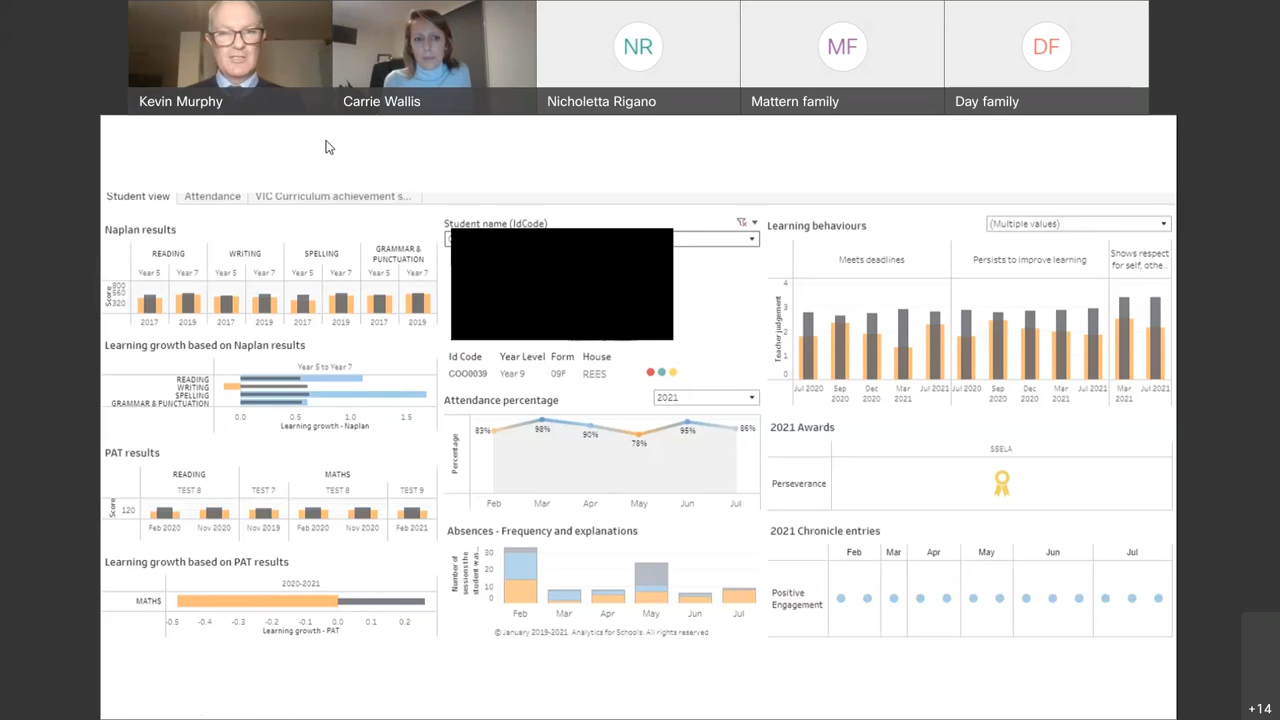 NR
MF
DF
Kevin Murphy
Carrie Wallis
Nicholetta Rigano
Mattern family
Day family
Student view
Attendance
VIC Curriculum achievement s...
Naplan results
READING
WRITING
SPELLING
GRAMMAR &
PUNCTUATION
Year 5 Year 7 Year 5 Year 7 Year 5 Year 7 Year 5 Year 7
Score
800
560
320
2017 2019 2017 2019 2017 2019 2017 2019
Learning growth based on Naplan results
Year 5 to Year 7
READING
WRITING
SPELLING
GRAMMAR & PUNCTUATION
0.0 0.5 1.0 1.5
Learning growth - Naplan
PAT results
READING
MATHS
TEST 8 TEST 7 TEST 8 TEST 9
Score
120
Feb 2020 Nov 2020 Nov 2019 Feb 2020 Nov 2020 Feb 2021
Learning growth based on PAT results
2020-2021
MATHS
-0.5 -0.4 -0.3 -0.2 -0.1 0.0 0.1 0.2
Learning growth - PAT
Student name (IdCode)
Id Code Year Level Form House
COO0039 Year 9 09F REES
Attendance percentage
2021
Percentage
83% 98% 90% 78% 95% 86%
Feb Mar Apr May Jun Jul
Absences - Frequency and explanations
Number of
sessions the
student was...
30
20
10
0
Feb Mar Apr May Jun Jul
© January 2019-2021. Analytics for Schools. All rights reserved
Learning behaviours
(Multiple values)
Meets deadlines
Persists to improve learning
Shows respect
for self, othe..
Teacher judgement
4
3
2
1
0
Jul 2020 Sep 2020 Dec 2020 Mar 2021 Jul 2021 Jul 2020 Sep 2020 Dec 2020 Mar 2021 Jul 2021 Mar 2021 Jul 2021
2021 Awards
SSELA
Perseverance
2021 Chronicle entries
Feb Mar Apr May Jun Jul
Positive
Engagement
+14